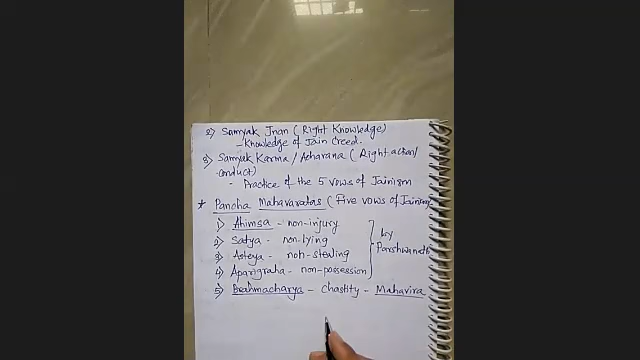 2) Samyak Jnan (Right Knowledge)
- Knowledge of Jain Creed.
3) Samyak Karma / Acharana (Right action/
conduct)
- Practice of the 5 vows of Jainism
* Pancha Mahavaratas (Five vows of Jainism
1) Ahimsa - non-injury
2) Satya - non-lying
3) Asteya - non-stealing
4) Aparigraha - non-possession
by
Parshwanath
5) Brahmacharya - Chastity - Mahavira